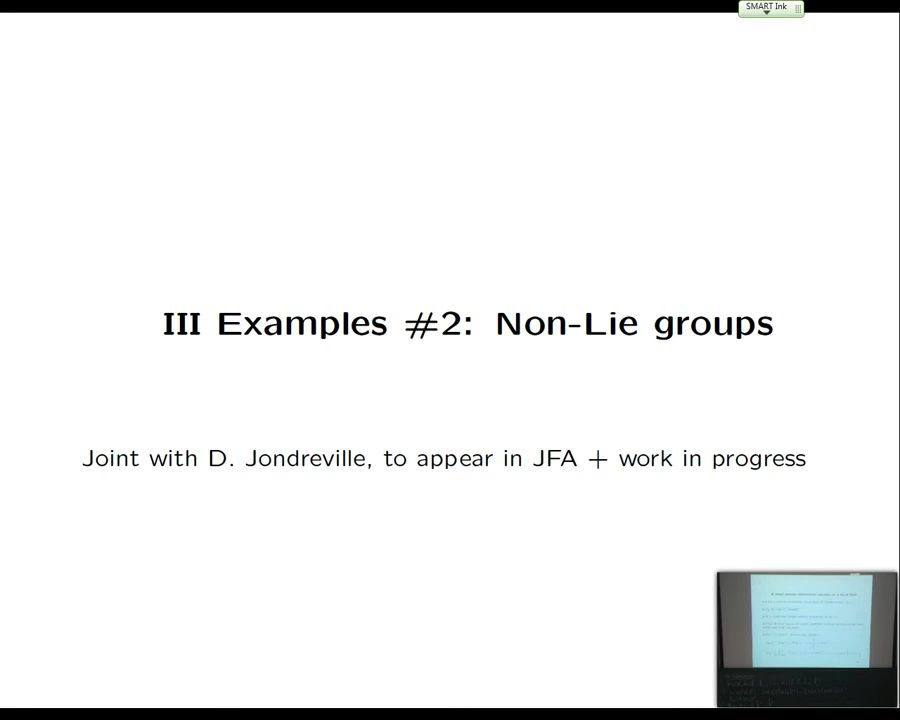 SMART Ink
III Examples #2: Non-Lie groups
Joint with D. Jondreville, to appear in JFA + work in progress